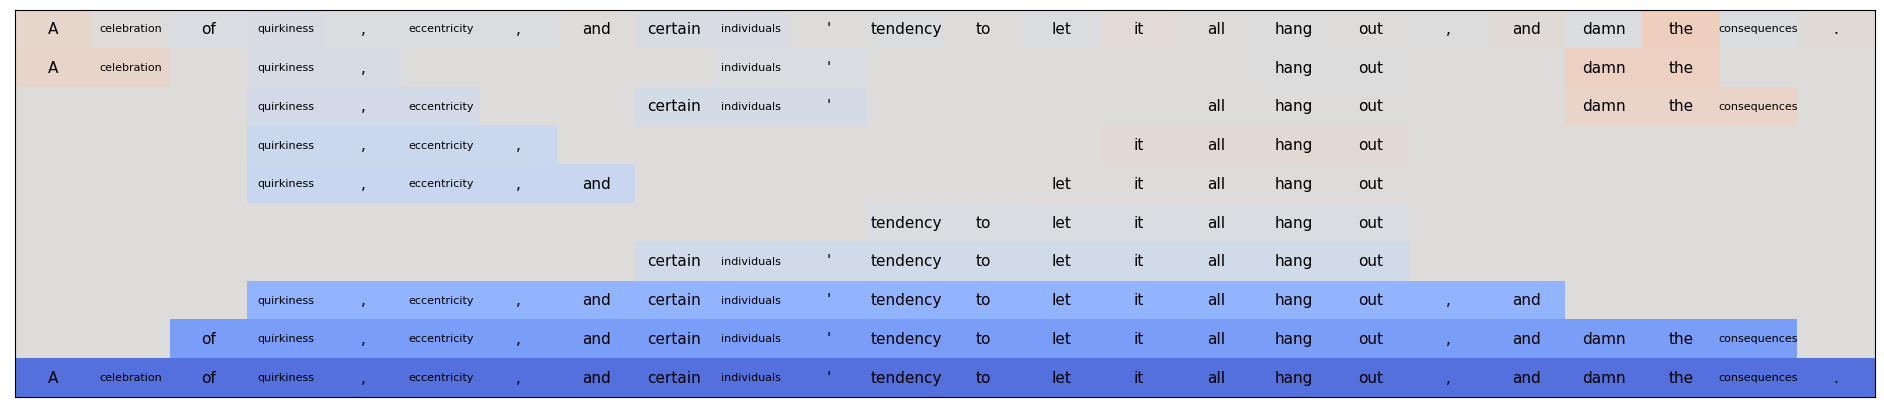 A celebration of quirkiness , eccentricity , and certain individuals ' tendency to let it all hang out , and damn the consequences .
A celebration quirkiness , individuals ' hang out damn the
quirkiness , eccentricity certain individuals ' all hang out damn the consequences
quirkiness , eccentricity , it all hang out
quirkiness , eccentricity , and let it all hang out
tendency to let it all hang out
certain individuals ' tendency to let it all hang out
quirkiness , eccentricity , and certain individuals ' tendency to let it all hang out , and
of quirkiness , eccentricity , and certain individuals ' tendency to let it all hang out , and damn the consequences
A celebration of quirkiness , eccentricity , and certain individuals ' tendency to let it all hang out , and damn the consequences .